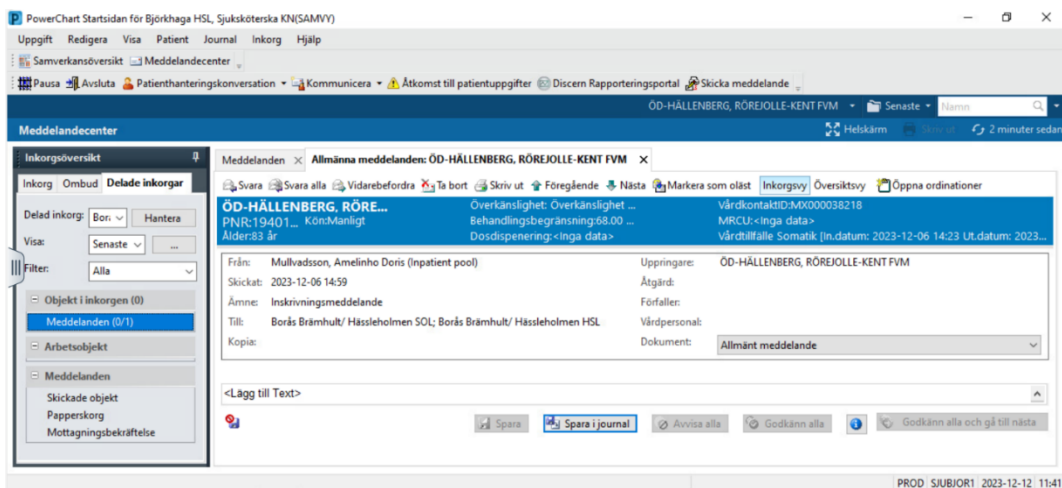 PowerChart Startsidan för Björkhaga HSL, Sjuksköterska KN(SAMVY)
Uppgift Redigera Visa Patient Journal Inkorg Hjälp
Samverkansöversikt Meddelandecenter
Pausa Avsluta Patienthanteringskonversation Kommunicera Åtkomst till patientuppgifter Discern Rapporteringsportal Skicka meddelande
ÖD-HÄLLENBERG, RÖREJOLLE-KENT FVM Senaste Namn
Meddelandecenter Helskärm Skriv ut 2 minuter sedan
Inkorgsöversikt
Meddelanden Allmänna meddelanden: ÖD-HÄLLENBERG, RÖREJOLLE-KENT FVM
Inkorg Ombud Delade inkorgar
Svara Svara alla Vidarebefordra Ta bort Skriv ut Föregående Nästa Markera som oläst Inkorgsvy Översiktsvy Öppna ordinationer
Delad inkorg: Bor Hantera
Visa: Senaste ...
Filter: Alla
Objekt i inkorgen (0)
Meddelanden (0/1)
Arbetsobjekt
Meddelanden
Skickade objekt
Papperskorg
Mottagningsbekräftelse
ÖD-HÄLLENBERG, RÖRE... Överkänslighet: Överkänslighet ... VårdkontaktID:MX000038218
PNR:19401... Kön:Manligt Behandlingsbegränsning:68.00 ... MRCU:<Inga data>
Ålder:83 år Dosdispenering:<Inga data> Vårdtillfälle Somatik [In.datum: 2023-12-06 14:23 Ut.datum: 2023...
Från: Mullvadsson, Amelinho Doris (Inpatient pool) Uppringare: ÖD-HÄLLENBERG, RÖREJOLLE-KENT FVM
Skickat: 2023-12-06 14:59 Åtgärd:
Ämne: Inskrivningsmeddelande Förfaller:
Till: Borås Brämhult/ Hässleholmen SOL; Borås Brämhult/ Hässleholmen HSL Vårdpersonal:
Kopia: Dokument: Allmänt meddelande
<Lägg till Text>
Spara Spara i journal Avvisa alla Godkänn alla Godkänn alla och gå till nästa
PROD SJUBJOR1 2023-12-12 11:41